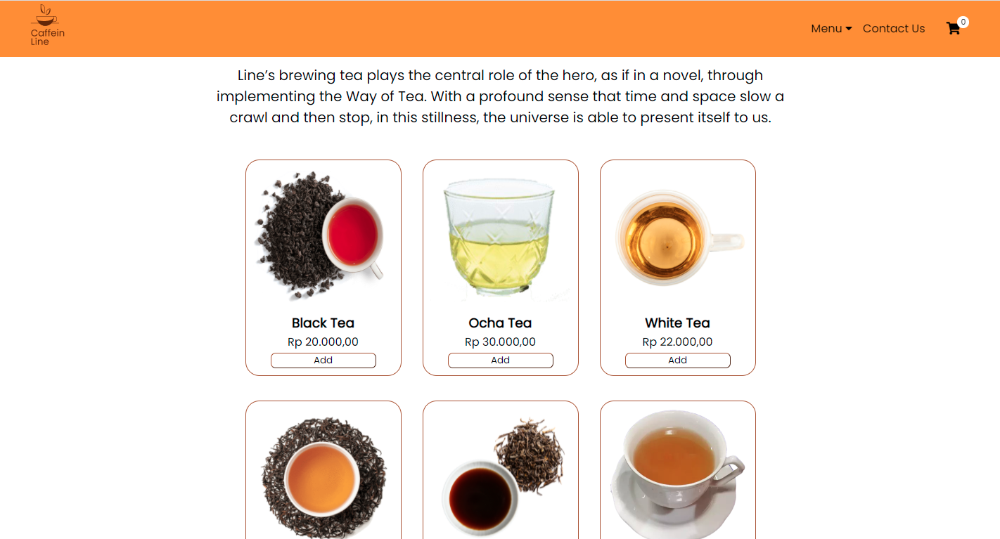 Caffein
Line
Menu
Contact Us
0
Line’s brewing tea plays the central role of the hero, as if in a novel, through
implementing the Way of Tea. With a profound sense that time and space slow a
crawl and then stop, in this stillness, the universe is able to present itself to us.
Black Tea
Rp 20.000,00
Add
Ocha Tea
Rp 30.000,00
Add
White Tea
Rp 22.000,00
Add